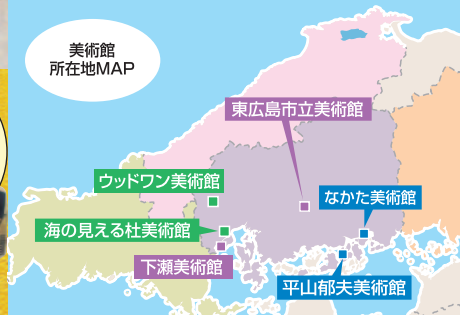 美術館
所在地MAP
東広島市立美術館
ウッドワン美術館
なかた美術館
海の見える杜美術館
下瀬美術館
平山郁夫美術館